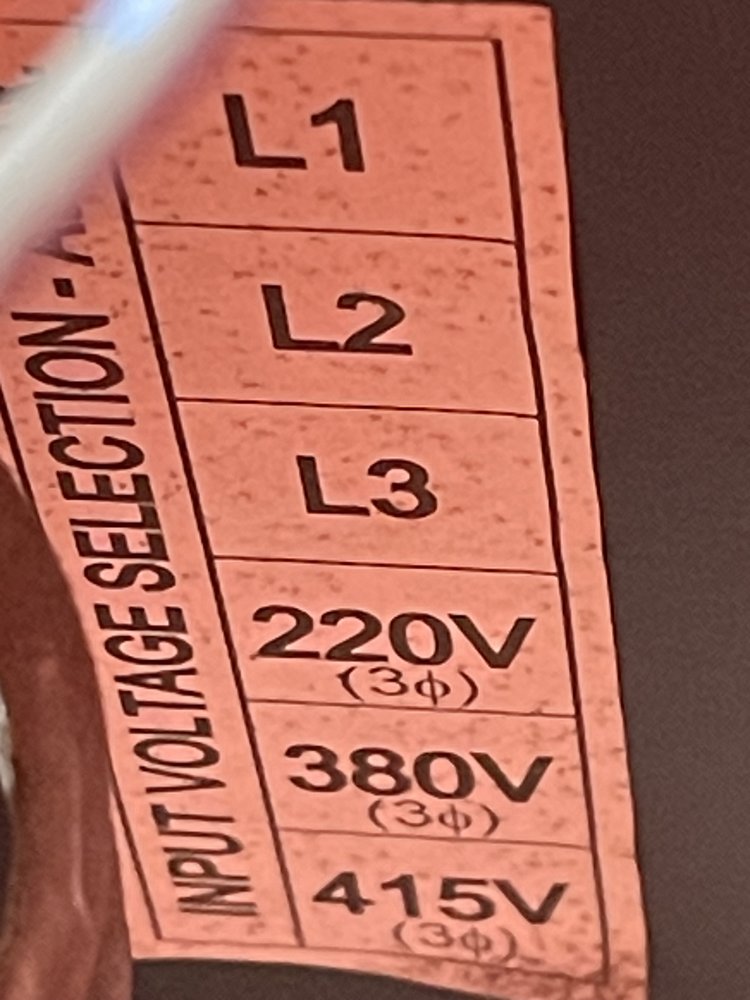 INPUT VOLTAGE SELECTION -
L1
L2
L3
220V
(3ϕ)
380V
(3ϕ)
415V
(3ϕ)